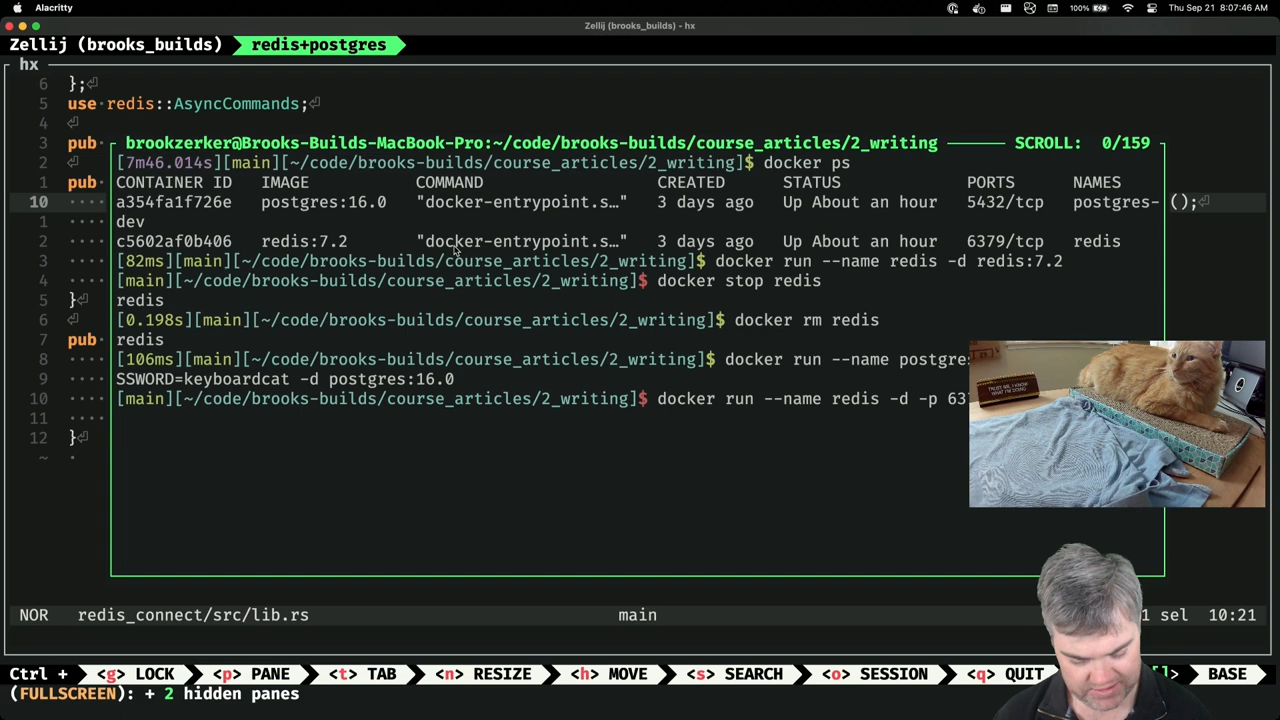 Alacritty
100%
Thu Sep 21 8:07:46 AM
Zellij (brooks_builds) - hx
Zellij (brooks_builds) redis+postgres
hx
6 };⏎
5 use·redis::AsyncCommands;⏎
4 ⏎
3 pub brookzerker@Brooks-Builds-MacBook-Pro:~/code/brooks-builds/course_articles/2_writing SCROLL: 0/159
2 ⏎ [7m46.014s][main][~/code/brooks-builds/course_articles/2_writing]$ docker ps
1 pub CONTAINER ID IMAGE COMMAND CREATED STATUS PORTS NAMES
10 ···· a354fa1f726e postgres:16.0 "docker-entrypoint.s…" 3 days ago Up About an hour 5432/tcp postgres- ();⏎
1 ···· dev
2 ···· c5602af0b406 redis:7.2 "docker-entrypoint.s…" 3 days ago Up About an hour 6379/tcp redis
3 ···· [82ms][main][~/code/brooks-builds/course_articles/2_writing]$ docker run --name redis -d redis:7.2
4 ···· [main][~/code/brooks-builds/course_articles/2_writing]$ docker stop redis
5 }⏎ redis
6 ⏎ [0.198s][main][~/code/brooks-builds/course_articles/2_writing]$ docker rm redis
7 pub redis
8 ···· [106ms][main][~/code/brooks-builds/course_articles/2_writing]$ docker run --name postgre
9 ···· SSWORD=keyboardcat -d postgres:16.0
10 ···· [main][~/code/brooks-builds/course_articles/2_writing]$ docker run --name redis -d -p 63
11 ····
12 }⏎
~ ·
NOR redis_connect/src/lib.rs main 1 sel 10:21
Ctrl + <g> LOCK <p> PANE <t> TAB <n> RESIZE <h> MOVE <s> SEARCH <o> SESSION <q> QUIT BASE
(FULLSCREEN): + 2 hidden panes